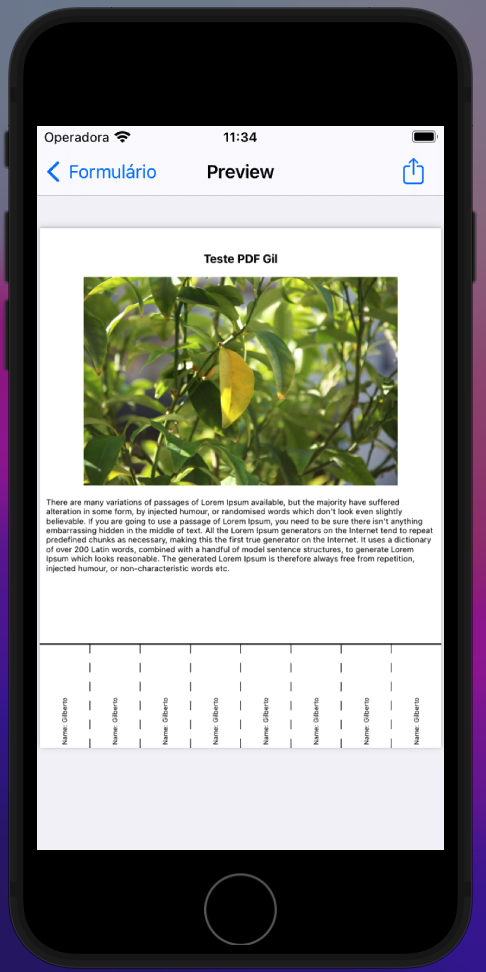 Operadora 11:34
Formulário Preview
Teste PDF Gil
There are many variations of passages of Lorem Ipsum available, but the majority have suffered
alteration in some form, by injected humour, or randomised words which don't look even slightly
believable. If you are going to use a passage of Lorem Ipsum, you need to be sure there isn't anything
embarrassing hidden in the middle of text. All the Lorem Ipsum generators on the Internet tend to repeat
predefined chunks as necessary, making this the first true generator on the Internet. It uses a dictionary
of over 200 Latin words, combined with a handful of model sentence structures, to generate Lorem
Ipsum which looks reasonable. The generated Lorem Ipsum is therefore always free from repetition,
injected humour, or non-characteristic words etc.
Name: Gilberto
Name: Gilberto
Name: Gilberto
Name: Gilberto
Name: Gilberto
Name: Gilberto
Name: Gilberto
Name: Gilberto